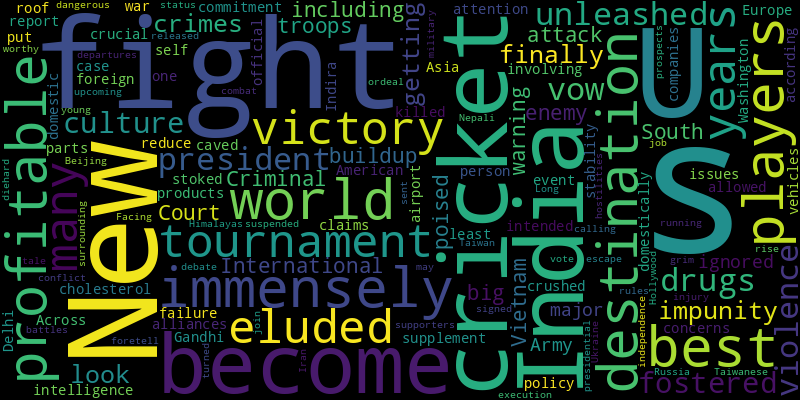 roof dangerous war status commitment
report crimes including attention unleashed Europe
put worthy crucial released troops
fight getting cricket U years players
case self official attack prospects companies
foreign departures one Asia finally involving
upcoming domestic Indira military vow
young combat ordeal killed warning enemy Washington according
culture victory destination South
parts reduce caved Nepali stability
Beijing president buildup person issues
diehard stoked Criminal American hostilities job
products sent event allowed vehicles
New many Court world airport poised Long
Facing claims least intended domestically
surrounding Himalayas suspended Taiwan calling running
profitable tournament India S
debate may vote escape rise
tale International big crushed grim ignored
conflict immensely Vietnam Hollywood drugs
cholesterol major rules
Across failure signed impunity
Delhi alliances eluded supporters Army independence concerns
battles Gandhi join supplement Ukraine injury
foretell turned best
look become Iran presidential Russia Taiwanese
intelligence policy fostered violence
execution